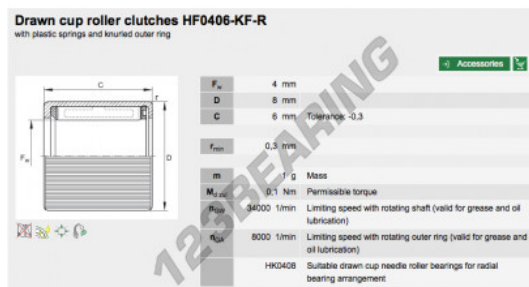 Drawn cup roller clutches HF0406-KF-R
with plastic springs and knurled outer ring
Accessories
C
r
Fw
D
Fw 4 mm
D 8 mm
C 6 mm Tolerance: -0,3
rmin 0,3 mm
m 1 g Mass
Md zul 0,1 Nm Permissible torque
nGW 34000 1/min Limiting speed with rotating shaft (valid for grease and oil
lubrication)
nGA 8000 1/min Limiting speed with rotating outer ring (valid for grease and
oil lubrication)
HK0408 Suitable drawn cup needle roller bearings for radial
bearing arrangement
123BEARING